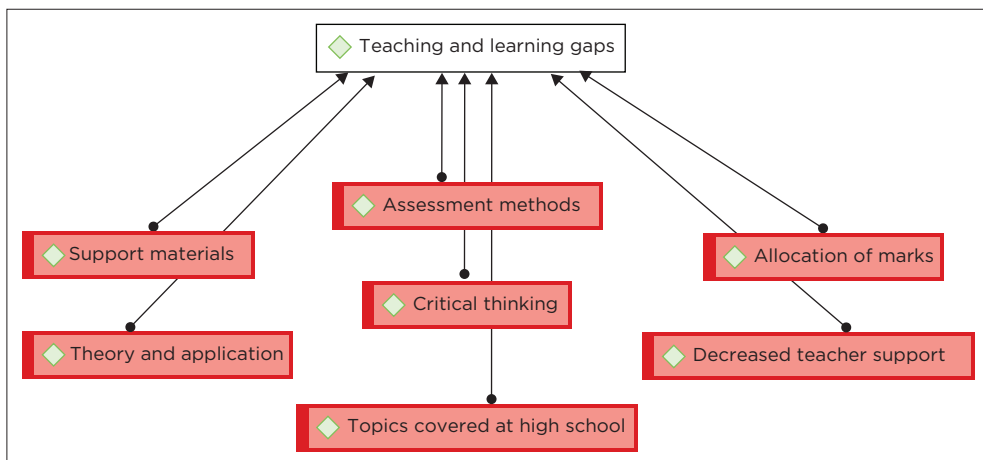 Teaching and learning gaps
Assessment methods
Support materials
Allocation of marks
Critical thinking
Theory and application
Decreased teacher support
Topics covered at high school